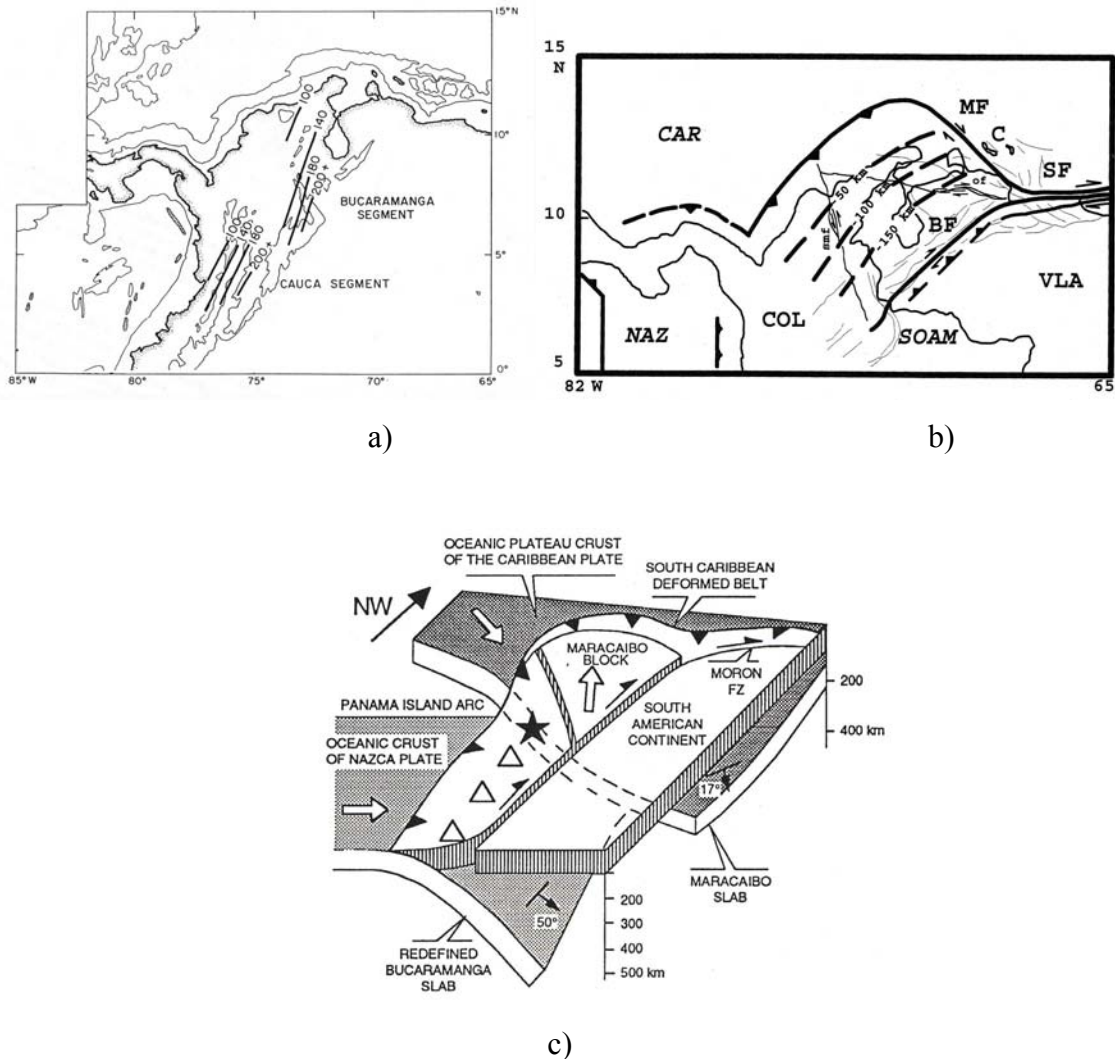 15°N
10°
5°
0°
85°W
80°
75°
70°
65°
100
140
180
200+
BUCARAMANGA
SEGMENT
100
140
180
200+
CAUCA SEGMENT
a)
15
N
10
5
82 W
65
CAR
MF
C
SF
-50 km
-100 km
-150 km
of
smf
BF
VLA
COL
NAZ
SOAM
b)
OCEANIC PLATEAU CRUST
OF THE CARIBBEAN PLATE
SOUTH CARIBBEAN
DEFORMED BELT
NW
MARACAIBO
BLOCK
MORON
FZ
PANAMA ISLAND ARC
SOUTH
AMERICAN
CONTINENT
OCEANIC CRUST
OF NAZCA PLATE
200
400 km
17°
MARACAIBO
SLAB
50°
200
300
400
500 km
REDEFINED
BUCARAMANGA
SLAB
c)